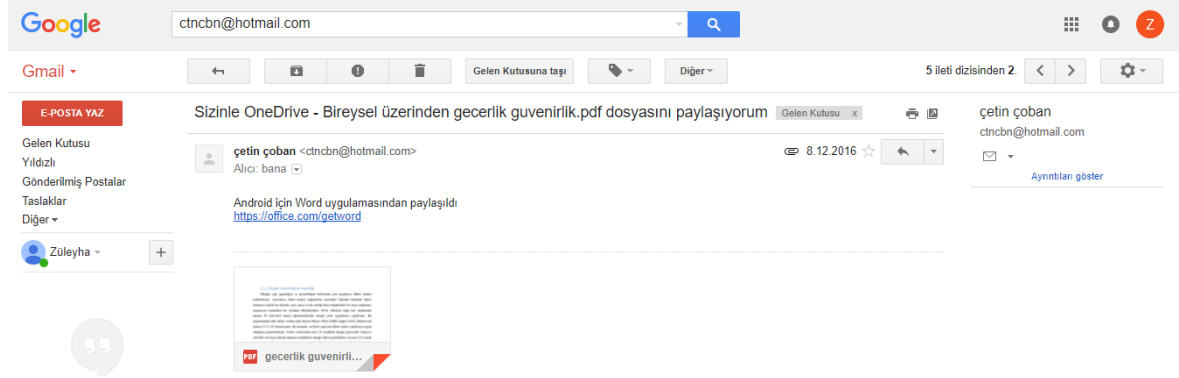 Google
ctncbn@hotmail.com
Z
Gmail
Gelen Kutusuna taşı
Diğer
5 ileti dizisinden 2.
E-POSTA YAZ
Gelen Kutusu
Yıldızlı
Gönderilmiş Postalar
Taslaklar
Diğer
Züleyha
+
Sizinle OneDrive - Bireysel üzerinden gecerlik guvenirlik.pdf dosyasını paylaşıyorum Gelen Kutusu x
çetin çoban <ctncbn@hotmail.com>
8.12.2016
Alıcı: bana
Android için Word uygulamasından paylaşıldı
https://office.com/getword
PDF gecerlik guvenirli...
çetin çoban
ctncbn@hotmail.com
Ayrıntıları göster